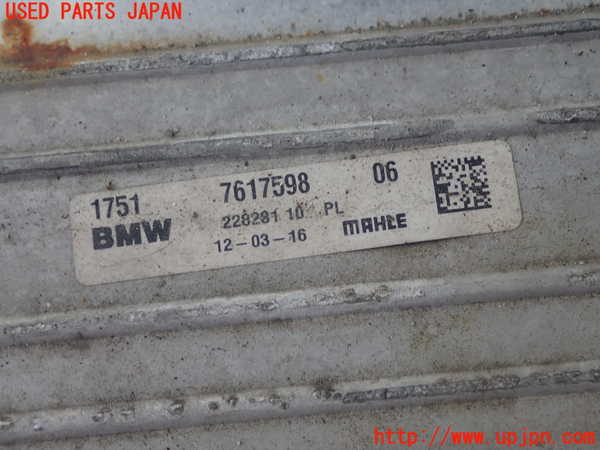 USED PARTS JAPAN
1751 7617598 06
BMW 228281 10 PL
12-03-16 MAHLE
http://www.upjpn.com